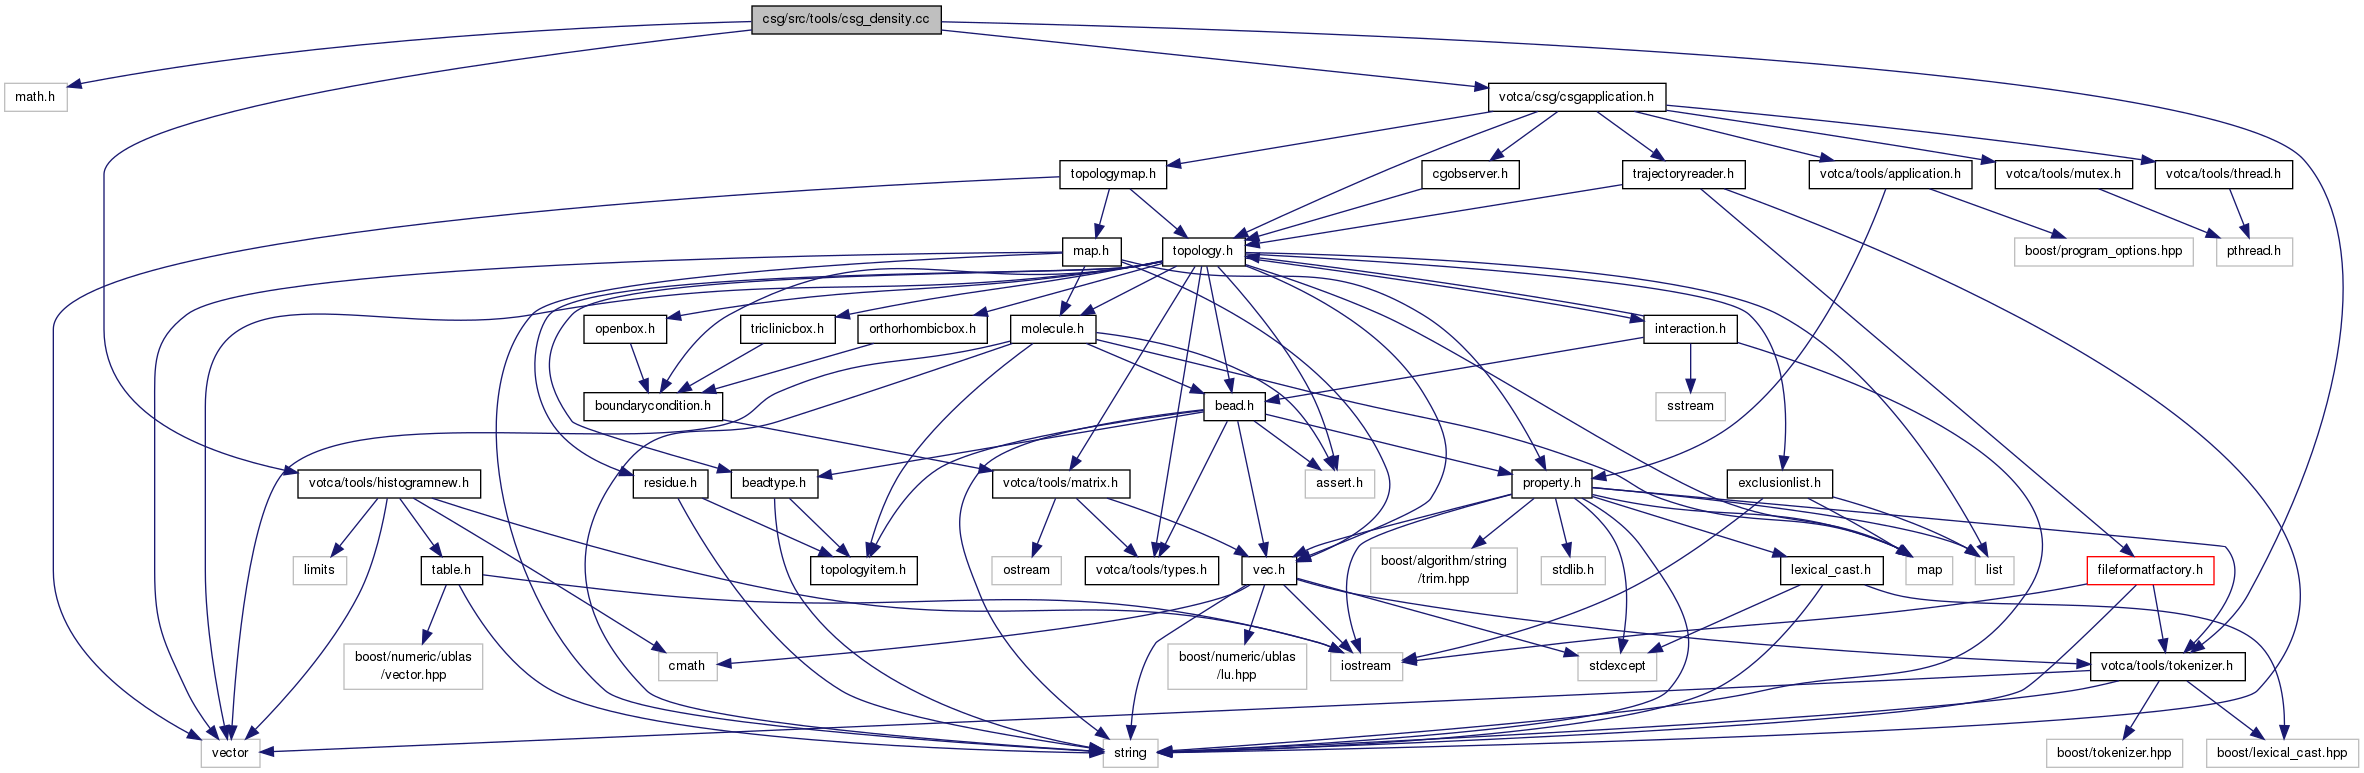 csg/src/tools/csg_density.cc
math.h
votca/csg/csgapplication.h
topologymap.h
cgobserver.h
trajectoryreader.h
votca/tools/application.h
votca/tools/mutex.h
votca/tools/thread.h
map.h
topology.h
boost/program_options.hpp
pthread.h
openbox.h
triclinicbox.h
orthorhombicbox.h
molecule.h
interaction.h
boundarycondition.h
bead.h
sstream
votca/tools/histogramnew.h
residue.h
beadtype.h
votca/tools/matrix.h
assert.h
property.h
exclusionlist.h
limits
table.h
topologyitem.h
ostream
votca/tools/types.h
vec.h
boost/algorithm/string
/trim.hpp
stdlib.h
lexical_cast.h
map
list
fileformatfactory.h
boost/numeric/ublas
/vector.hpp
cmath
boost/numeric/ublas
/lu.hpp
iostream
stdexcept
votca/tools/tokenizer.h
vector
string
boost/tokenizer.hpp
boost/lexical_cast.hpp